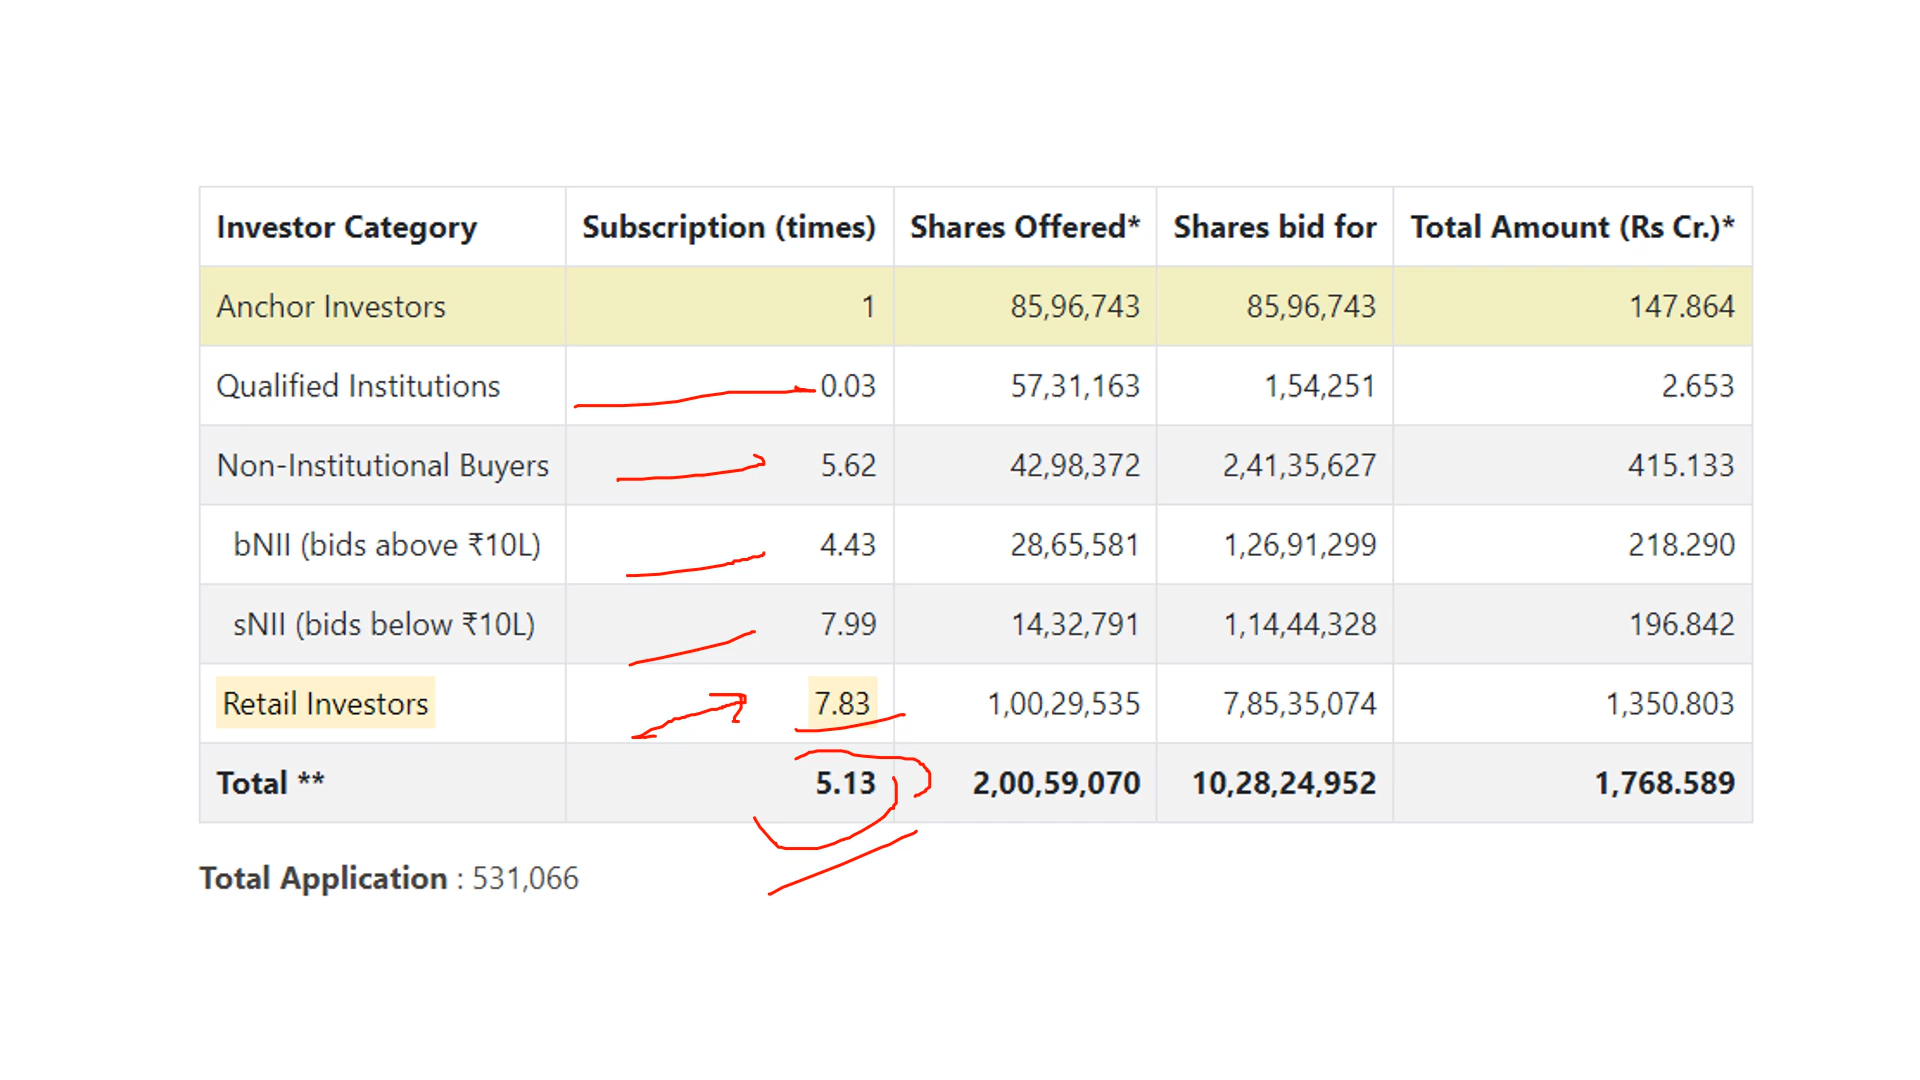 Investor Category Subscription (times) Shares Offered* Shares bid for Total Amount (Rs Cr.)*
Anchor Investors 1 85,96,743 85,96,743 147.864
Qualified Institutions 0.03 57,31,163 1,54,251 2.653
Non-Institutional Buyers 5.62 42,98,372 2,41,35,627 415.133
bNII (bids above ₹10L) 4.43 28,65,581 1,26,91,299 218.290
sNII (bids below ₹10L) 7.99 14,32,791 1,14,44,328 196.842
Retail Investors 7.83 1,00,29,535 7,85,35,074 1,350.803
Total ** 5.13 2,00,59,070 10,28,24,952 1,768.589
Total Application : 531,066